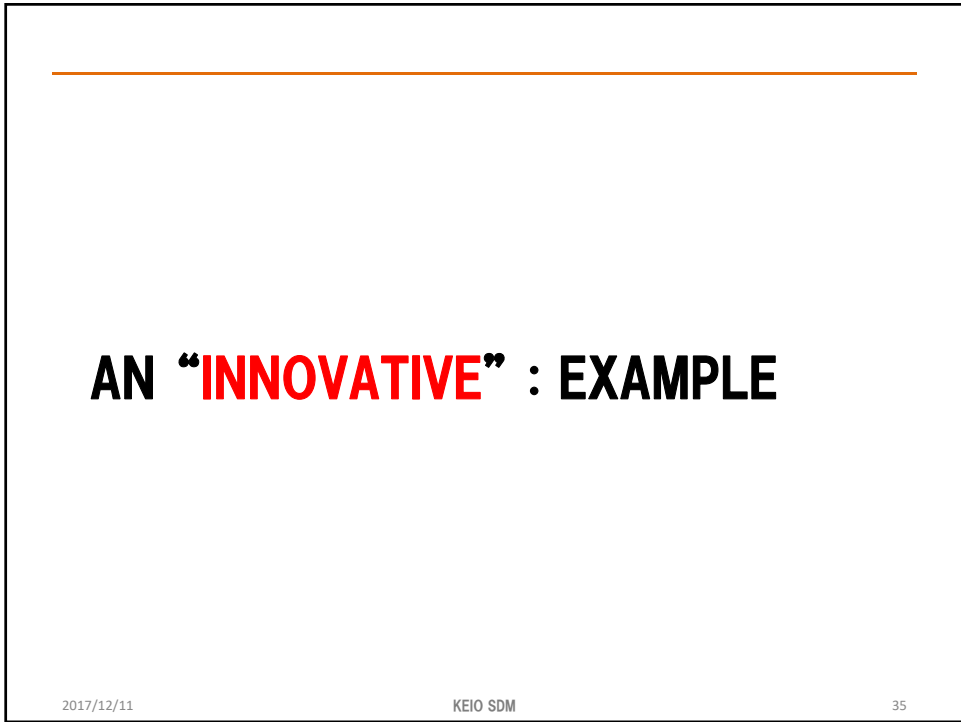 AN “INNOVATIVE” : EXAMPLE
2017/12/11 KEIO SDM 35